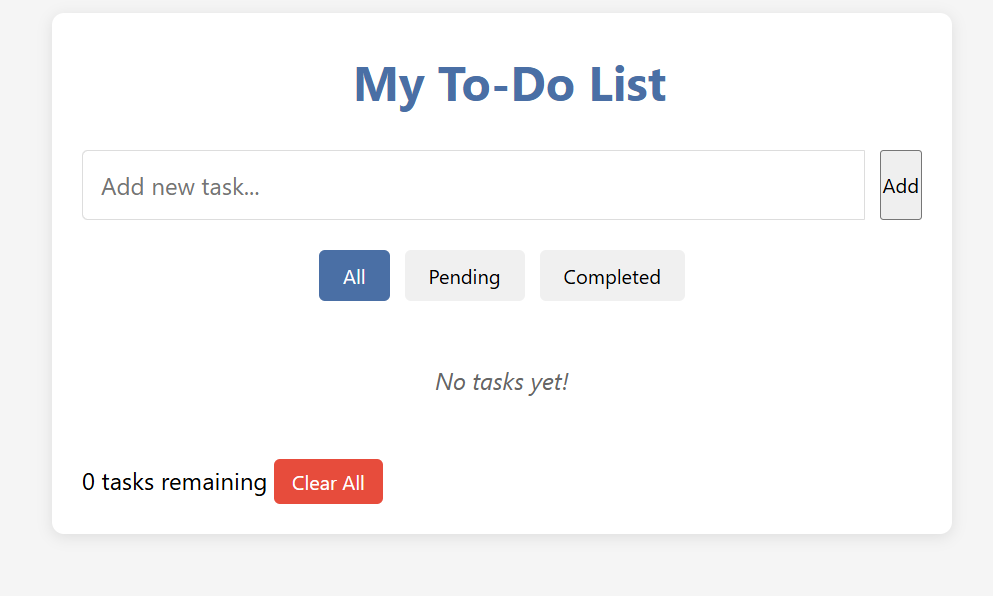 My To-Do List
Add new task... Add
All Pending Completed
No tasks yet!
0 tasks remaining Clear All